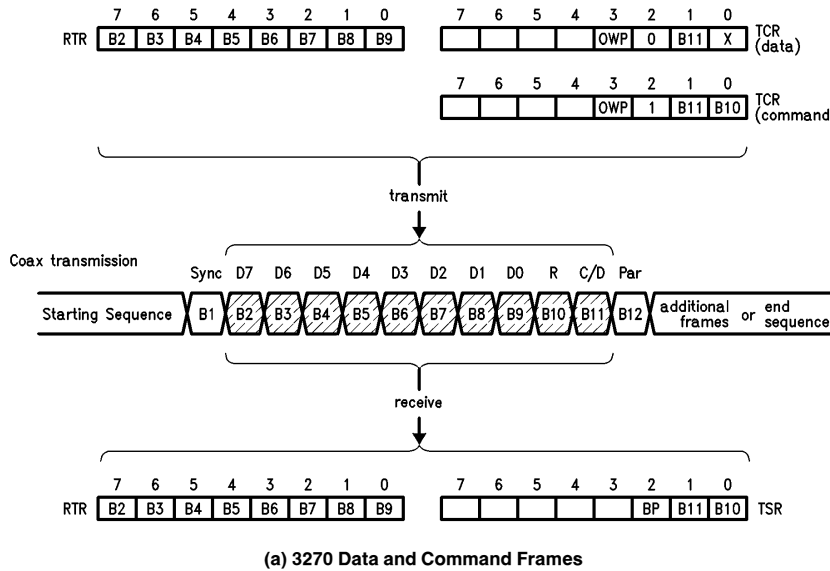 7 6 5 4 3 2 1 0 7 6 5 4 3 2 1 0
RTR B2 B3 B4 B5 B6 B7 B8 B9 OWP 0 B11 X TCR
(data)
7 6 5 4 3 2 1 0
OWP 1 B11 B10 TCR
(command
transmit
Coax transmission
Sync D7 D6 D5 D4 D3 D2 D1 D0 R C/D Par
Starting Sequence B1 B2 B3 B4 B5 B6 B7 B8 B9 B10 B11 B12 additional frames or end sequence
receive
7 6 5 4 3 2 1 0 7 6 5 4 3 2 1 0
RTR B2 B3 B4 B5 B6 B7 B8 B9 BP B11 B10 TSR
(a) 3270 Data and Command Frames